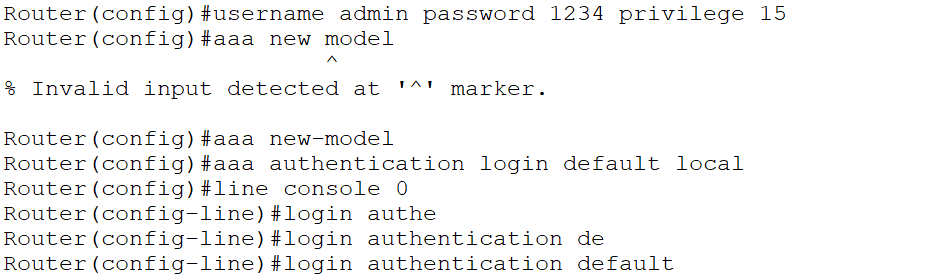 Router(config)#username admin password 1234 privilege 15
Router(config)#aaa new model
^
% Invalid input detected at '^' marker.
Router(config)#aaa new-model
Router(config)#aaa authentication login default local
Router(config)#line console 0
Router(config-line)#login authe
Router(config-line)#login authentication de
Router(config-line)#login authentication default